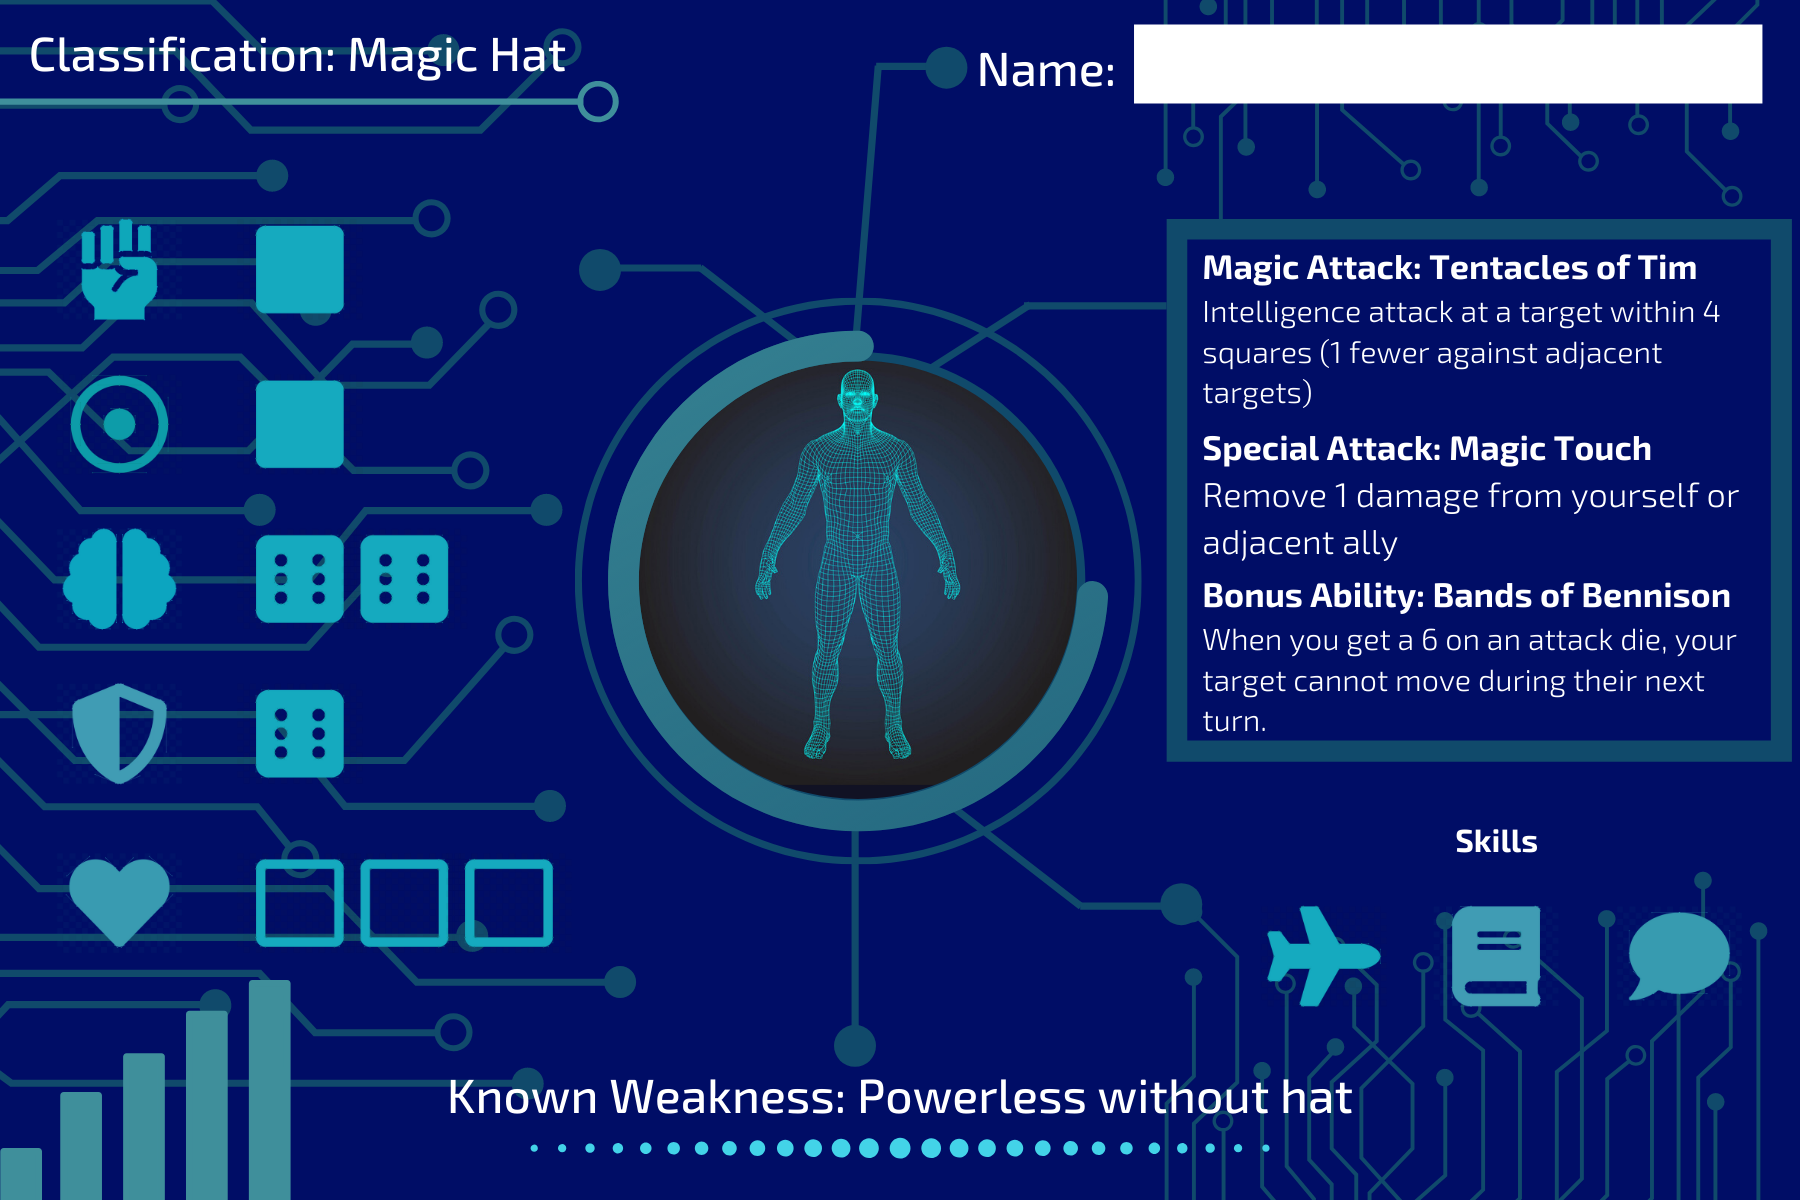 Classification: Magic Hat
Name:
Magic Attack: Tentacles of Tim
Intelligence attack at a target within 4
squares (1 fewer against adjacent
targets)
Special Attack: Magic Touch
Remove 1 damage from yourself or
adjacent ally
Bonus Ability: Bands of Bennison
When you get a 6 on an attack die, your
target cannot move during their next
turn.
Skills
Known Weakness: Powerless without hat